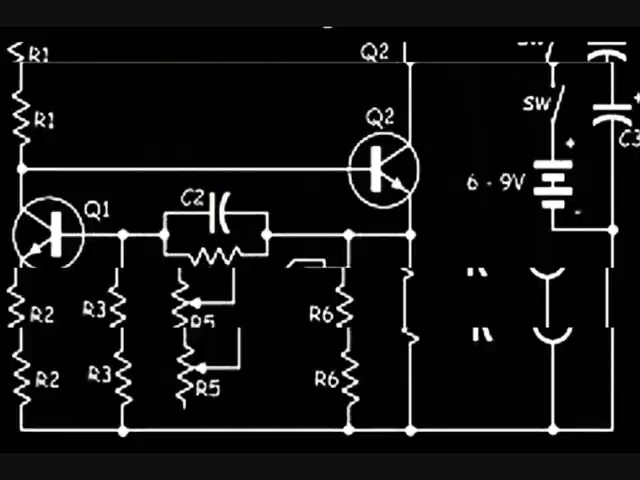 R1 Q2
R1 Q2 SW C3
6 - 9V
Q1 C2
R2 R3 R5 R6
R2 R3 R5 R6